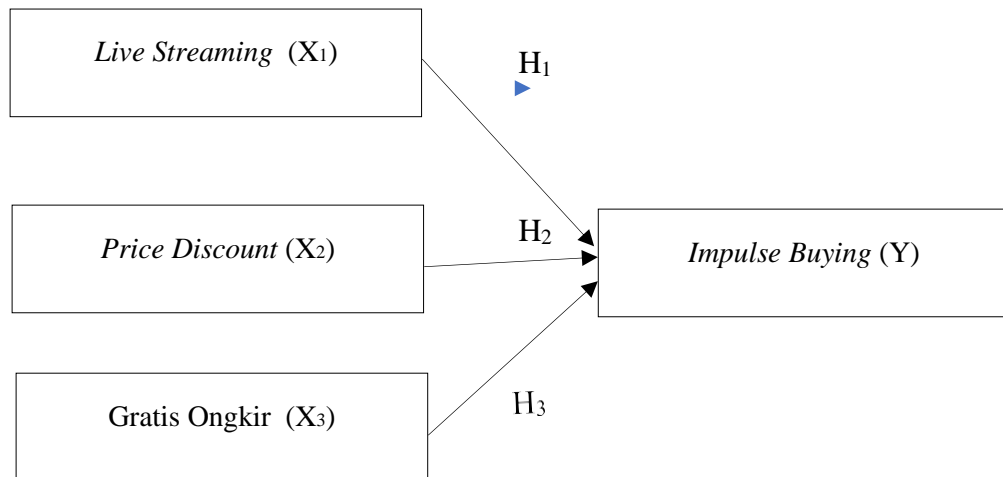 Live Streaming (X1)
H1
Price Discount (X2)
H2
Impulse Buying (Y)
Gratis Ongkir (X3)
H3